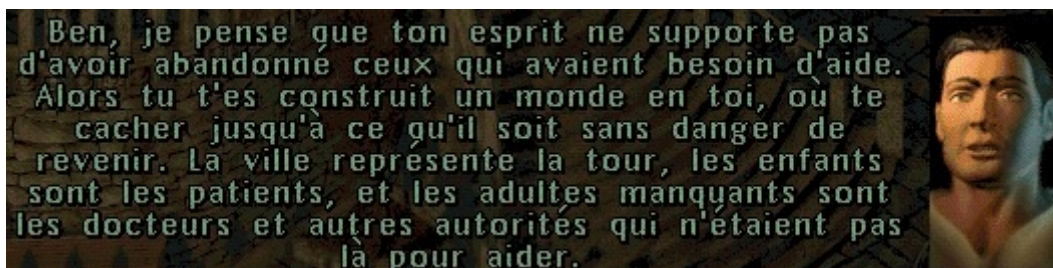 Ben, je pense que ton esprit ne supporte pas
d'avoir abandonné ceux qui avaient besoin d'aide.
Alors tu t'es construit un monde en toi, où te
cacher jusqu'à ce qu'il soit sans danger de
revenir. La ville représente la tour, les enfants
sont les patients, et les adultes manquants sont
les docteurs et autres autorités qui n'étaient pas
là pour aider.